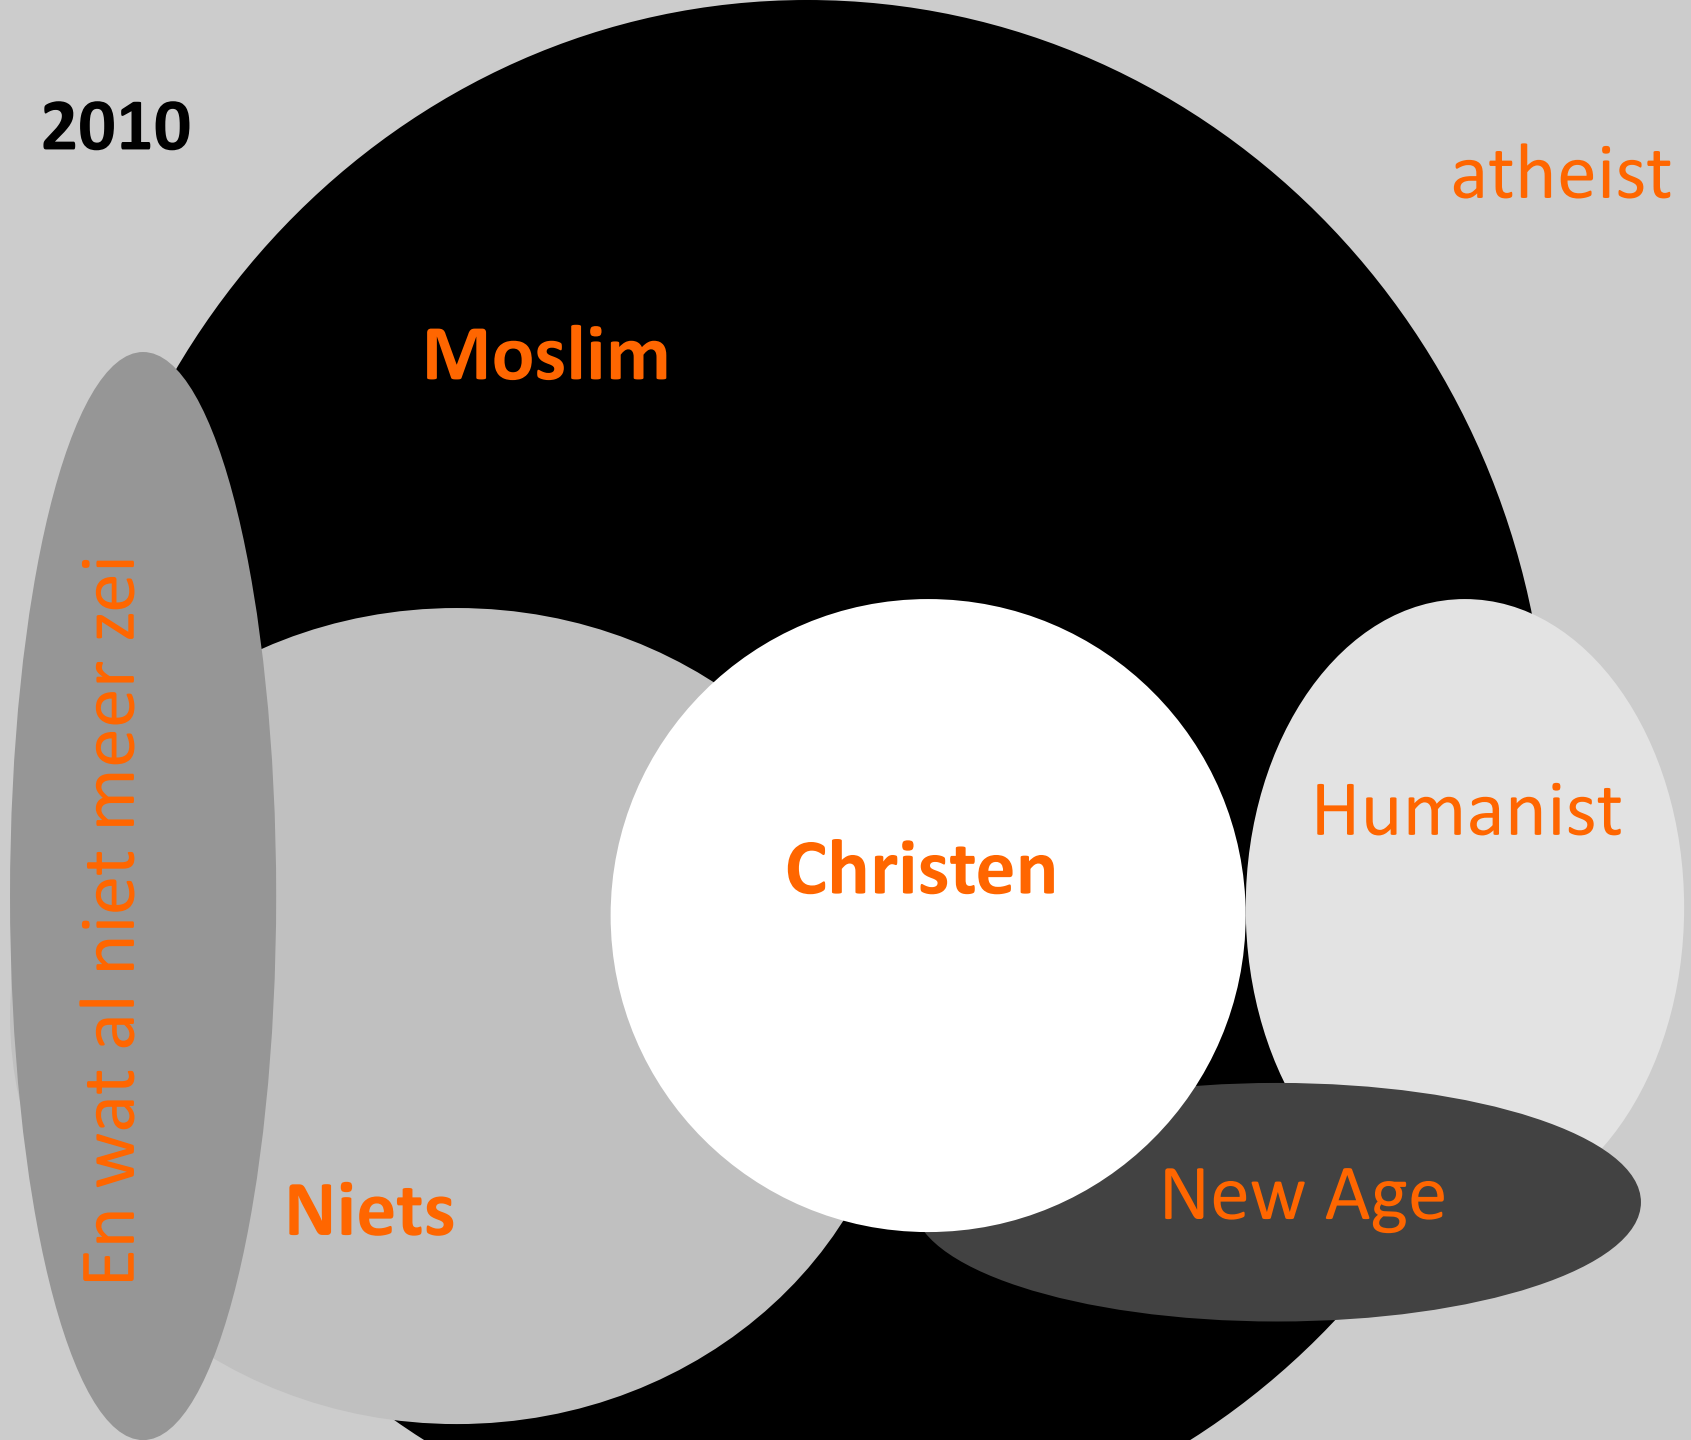 2010
atheist
Moslim
En wat al niet meer zei
Humanist
Christen
New Age
Niets